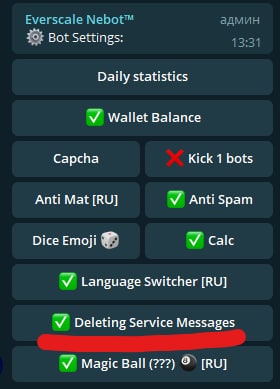 Everscale Nebot™ админ
⚙️ Bot Settings: 13:31
Daily statistics
✅ Wallet Balance
Capcha ❌ Kick 1 bots
Anti Mat [RU] ✅ Anti Spam
Dice Emoji 🎲 ✅ Calc
✅ Language Switcher [RU]
✅ Deleting Service Messages
✅ Magic Ball (???) 🎱 [RU]